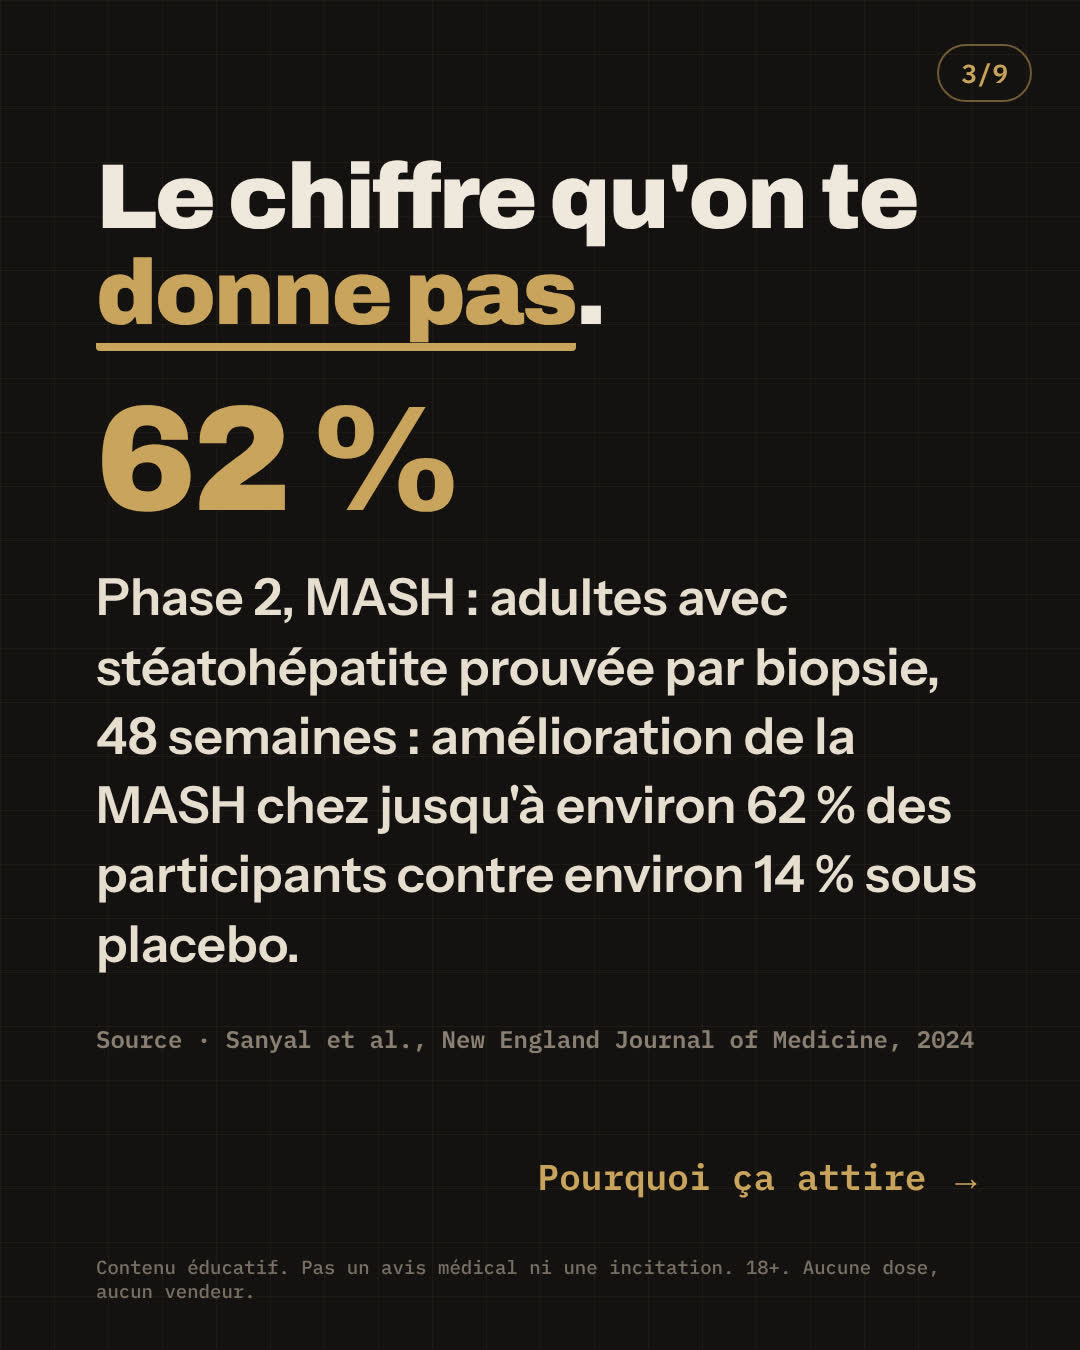 3/9
Le chiffre qu'on te
donne pas.
62 %
Phase 2, MASH : adultes avec
stéatohépatite prouvée par biopsie,
48 semaines : amélioration de la
MASH chez jusqu'à environ 62 % des
participants contre environ 14 % sous
placebo.
Source · Sanyal et al., New England Journal of Medicine, 2024
Pourquoi ça attire →
Contenu éducatif. Pas un avis médical ni une incitation. 18+. Aucune dose,
aucun vendeur.